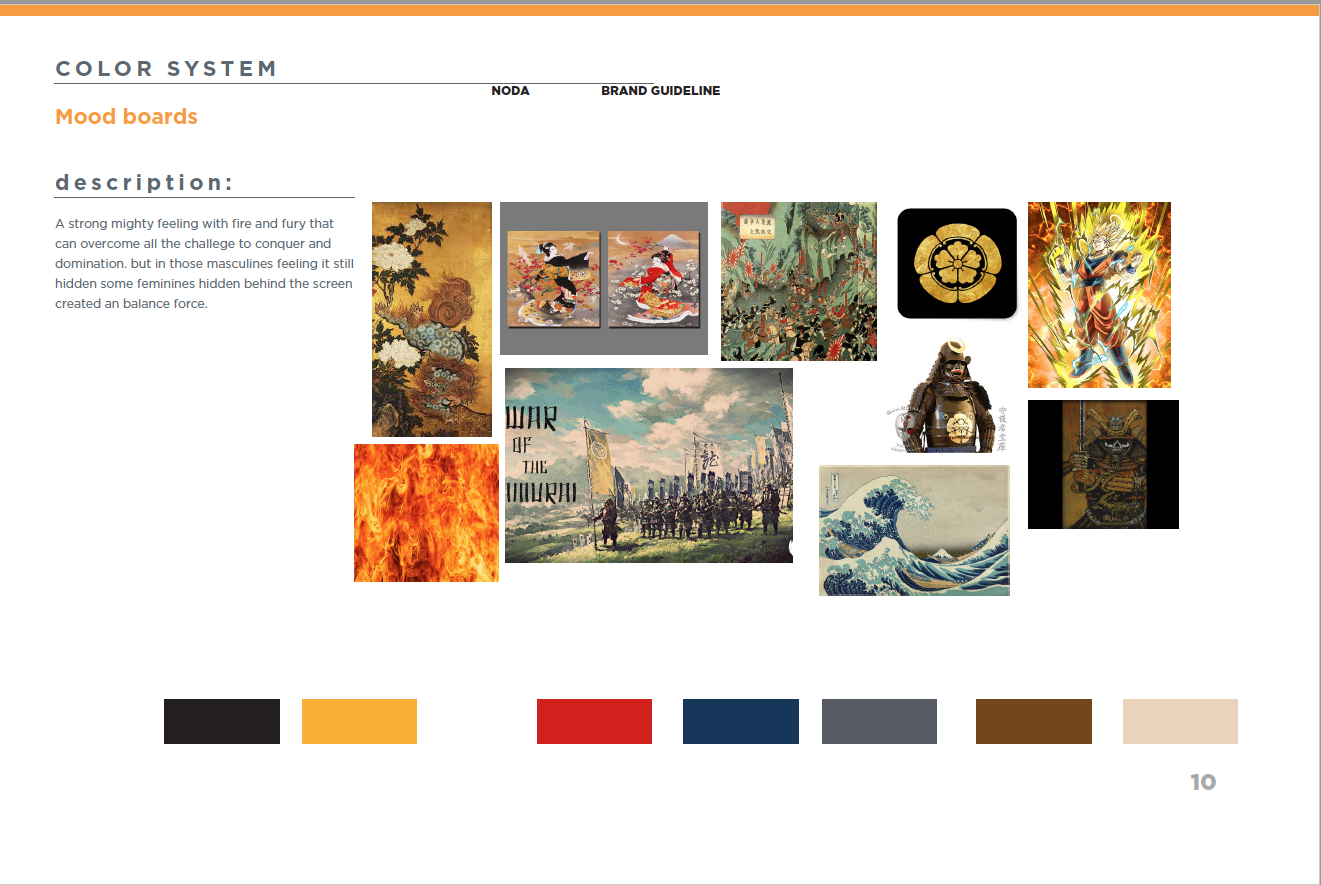 COLOR SYSTEM
NODA BRAND GUIDELINE
Mood boards
description:
A strong mighty feeling with fire and fury that
can overcome all the challege to conquer and
domination. but in those masculines feeling it still
hidden some feminines hidden behind the screen
created an balance force.
WAR
OF
THE
龍
10